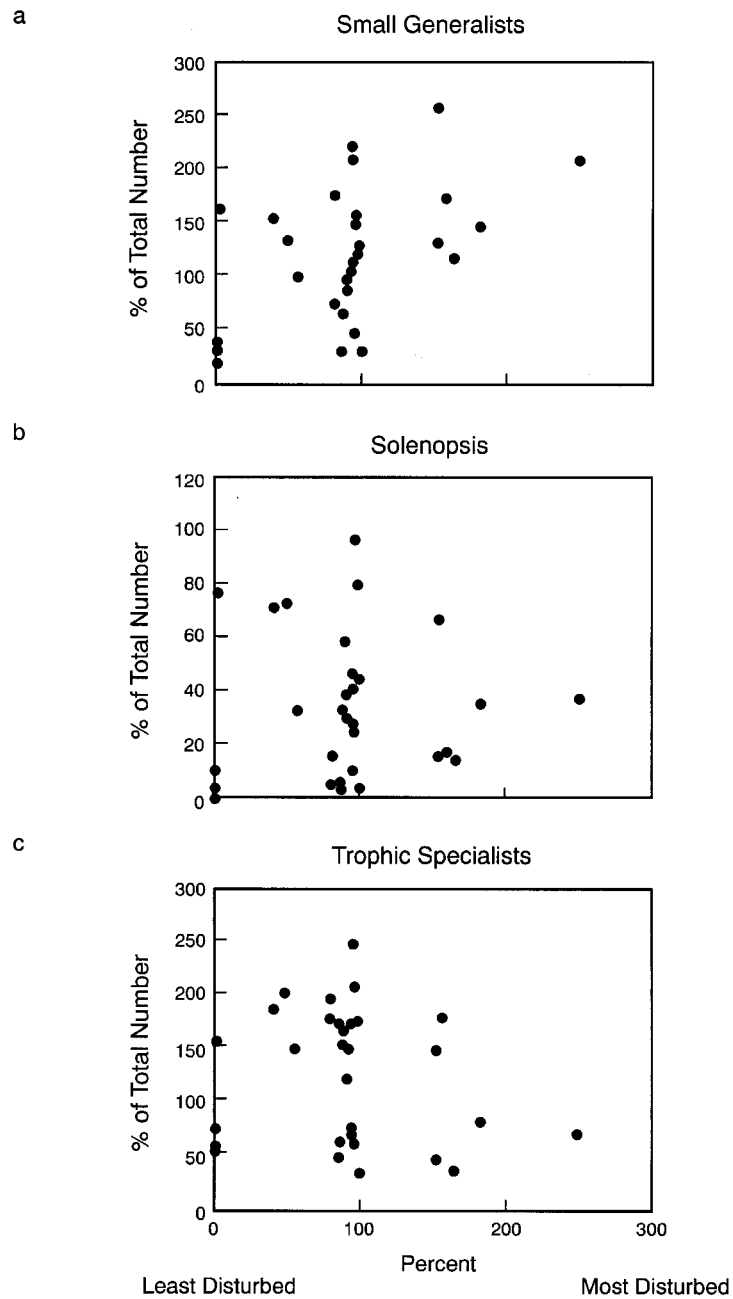 a
Small Generalists
300
250
200
150
100
50
0
% of Total Number
b
Solenopsis
120
100
80
60
40
20
0
% of Total Number
c
Trophic Specialists
300
250
200
150
100
50
0
% of Total Number
0 100 200 300
Percent
Least Disturbed Most Disturbed